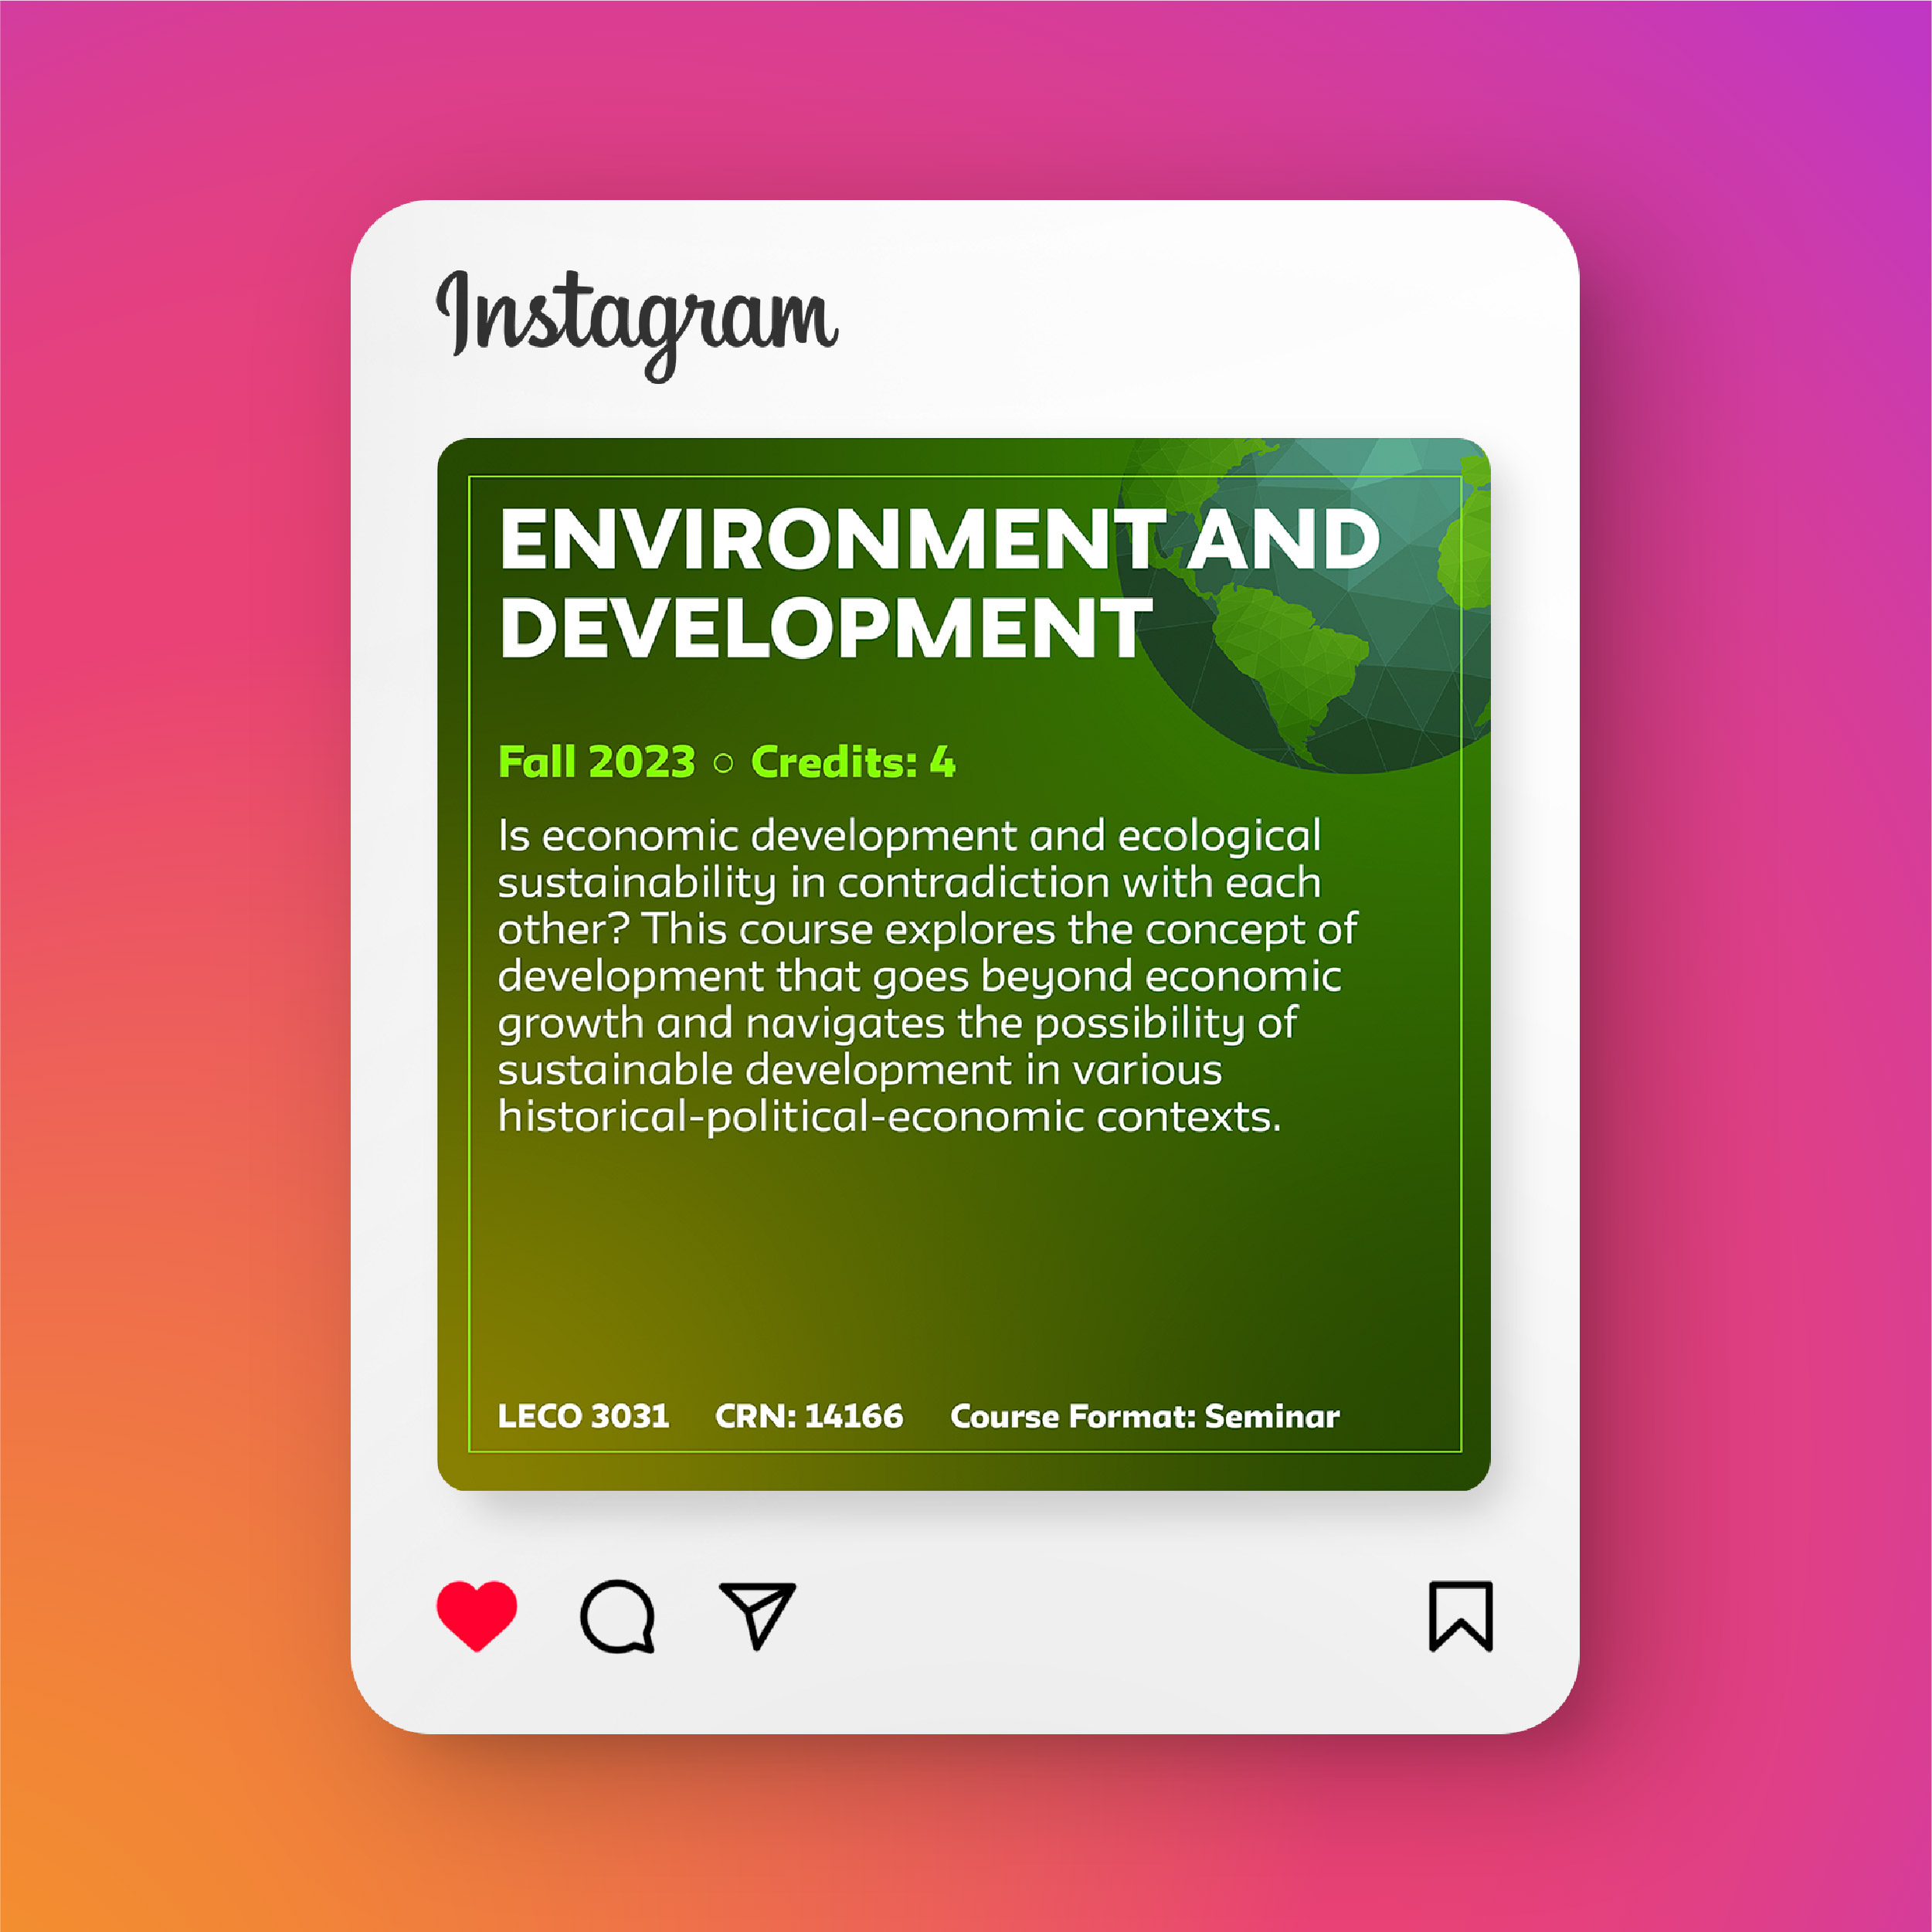 Instagram
ENVIRONMENT AND
DEVELOPMENT
Fall 2023 ○ Credits: 4
Is economic development and ecological
sustainability in contradiction with each
other? This course explores the concept of
development that goes beyond economic
growth and navigates the possibility of
sustainable development in various
historical-political-economic contexts.
LECO 3031 CRN: 14166 Course Format: Seminar